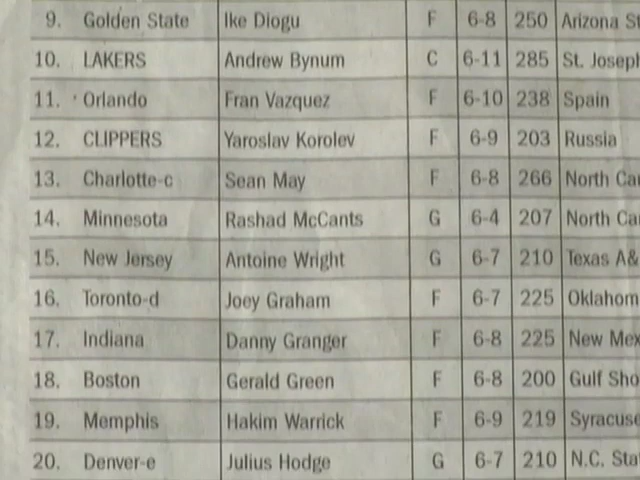 9. Golden State Ike Diogu F 6-8 250 Arizona St
10. LAKERS Andrew Bynum C 6-11 285 St. Joseph
11. Orlando Fran Vazquez F 6-10 238 Spain
12. CLIPPERS Yaroslav Korolev F 6-9 203 Russia
13. Charlotte-c Sean May F 6-8 266 North Ca
14. Minnesota Rashad McCants G 6-4 207 North Ca
15. New Jersey Antoine Wright G 6-7 210 Texas A&
16. Toronto-d Joey Graham F 6-7 225 Oklahom
17. Indiana Danny Granger F 6-8 225 New Mex
18. Boston Gerald Green F 6-8 200 Gulf Sho
19. Memphis Hakim Warrick F 6-9 219 Syracuse
20. Denver-e Julius Hodge G 6-7 210 N.C. Sta